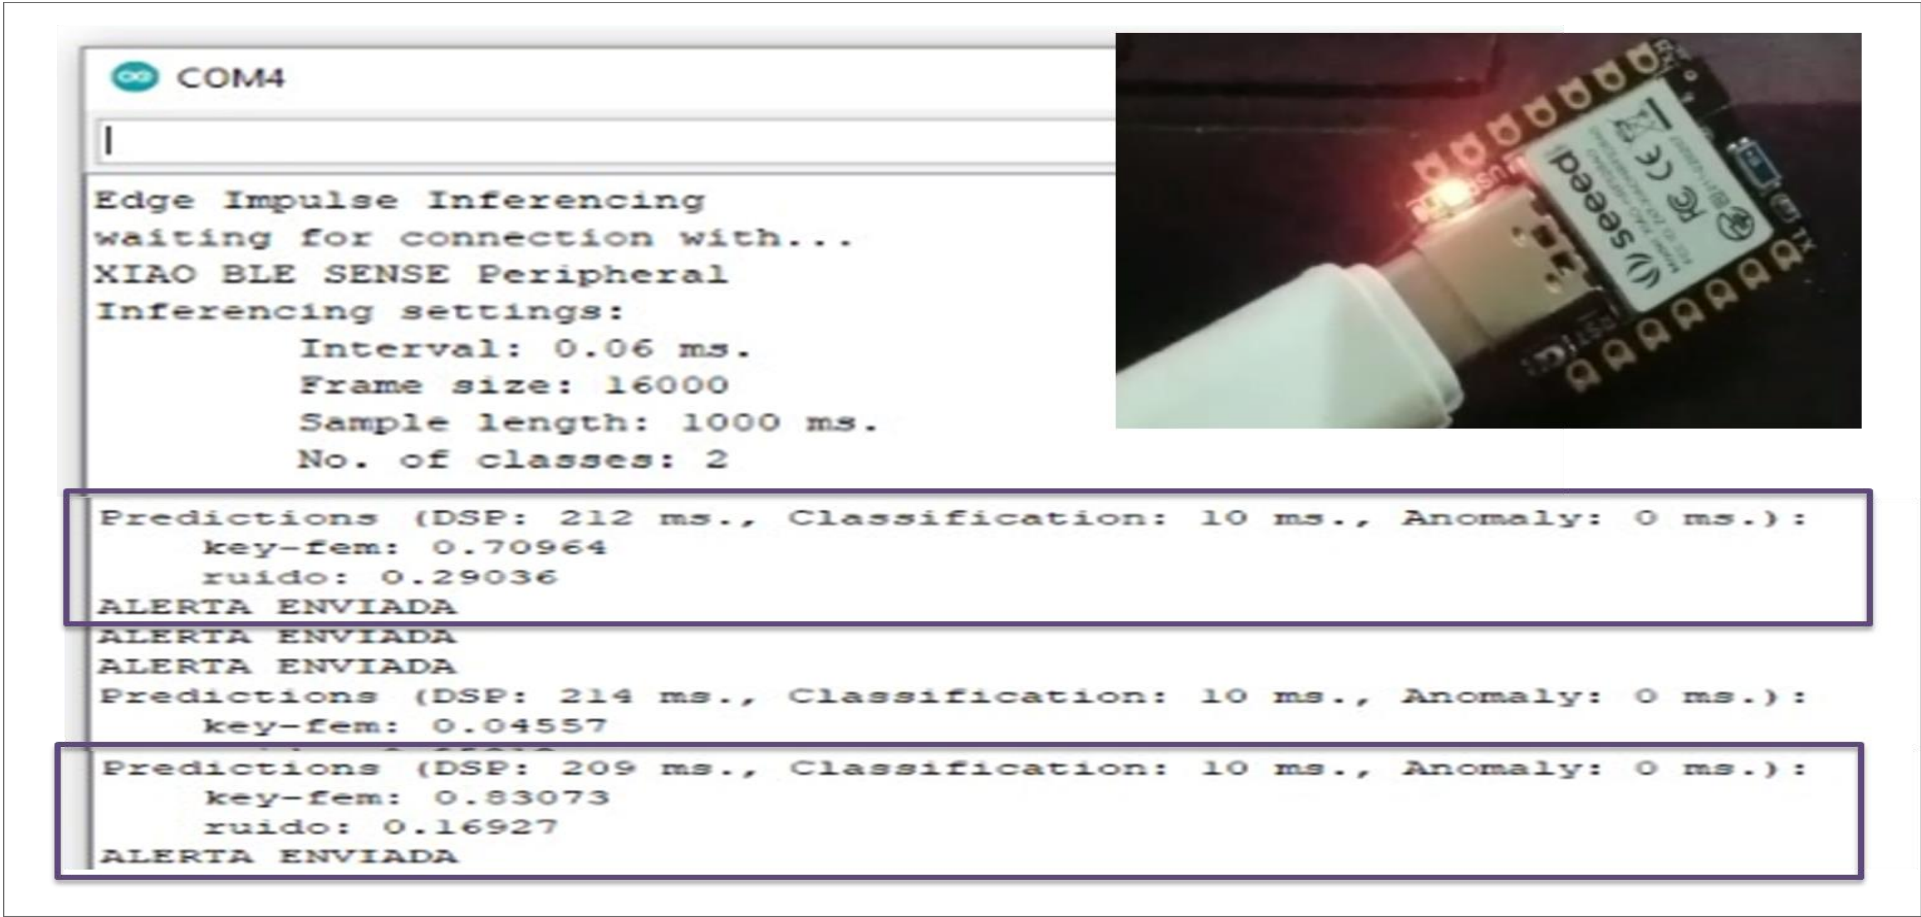 COM4
Edge Impulse Inferencing
waiting for connection with...
XIAO BLE SENSE Peripheral
Inferencing settings:
Interval: 0.06 ms.
Frame size: 16000
Sample length: 1000 ms.
No. of classes: 2
Predictions (DSP: 212 ms., Classification: 10 ms., Anomaly: 0 ms.):
key-fem: 0.70964
ruido: 0.29036
ALERTA ENVIADA
ALERTA ENVIADA
ALERTA ENVIADA
Predictions (DSP: 214 ms., Classification: 10 ms., Anomaly: 0 ms.):
key-fem: 0.04557
Predictions (DSP: 209 ms., Classification: 10 ms., Anomaly: 0 ms.):
key-fem: 0.83073
ruido: 0.16927
ALERTA ENVIADA
seeed
CE
FC
TX
RST